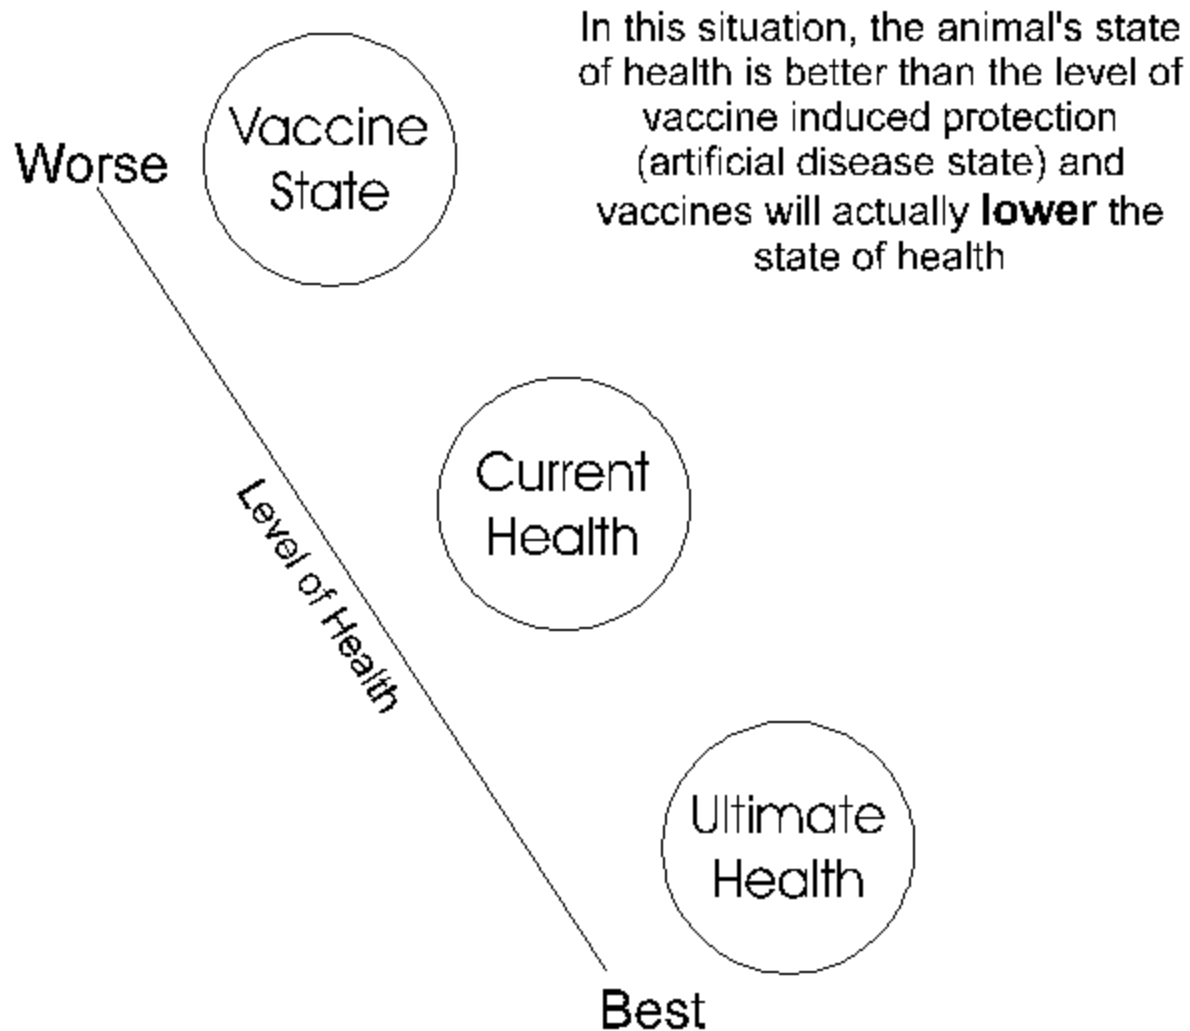 In this situation, the animal's state
of health is better than the level of
vaccine induced protection
(artificial disease state) and
vaccines will actually lower the
state of health
Vaccine
State
Worse
Current
Health
Level of Health
Ultimate
Health
Best